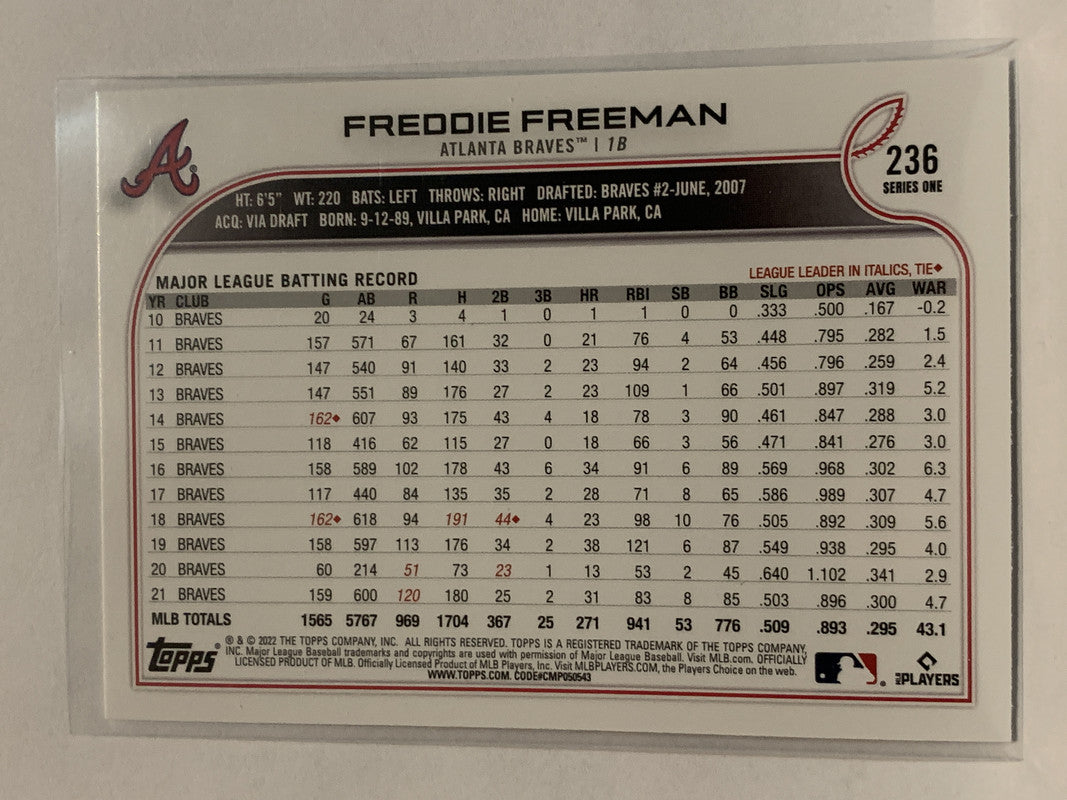 A
FREDDIE FREEMAN
ATLANTA BRAVES™ | 1B
236
SERIES ONE
HT: 6'5" WT: 220 BATS: LEFT THROWS: RIGHT DRAFTED: BRAVES #2-JUNE, 2007
ACQ: VIA DRAFT BORN: 9-12-89, VILLA PARK, CA HOME: VILLA PARK, CA
MAJOR LEAGUE BATTING RECORD LEAGUE LEADER IN ITALICS, TIE♦
YR CLUB G AB R H 2B 3B HR RBI SB BB SLG OPS AVG WAR
10 BRAVES 20 24 3 4 1 0 1 1 0 0 .333 .500 .167 -0.2
11 BRAVES 157 571 67 161 32 0 21 76 4 53 .448 .795 .282 1.5
12 BRAVES 147 540 91 140 33 2 23 94 2 64 .456 .796 .259 2.4
13 BRAVES 147 551 89 176 27 2 23 109 1 66 .501 .897 .319 5.2
14 BRAVES 162♦ 607 93 175 43 4 18 78 3 90 .461 .847 .288 3.0
15 BRAVES 118 416 62 115 27 0 18 66 3 56 .471 .841 .276 3.0
16 BRAVES 158 589 102 178 43 6 34 91 6 89 .569 .968 .302 6.3
17 BRAVES 117 440 84 135 35 2 28 71 8 65 .586 .989 .307 4.7
18 BRAVES 162♦ 618 94 191 44♦ 4 23 98 10 76 .505 .892 .309 5.6
19 BRAVES 158 597 113 176 34 2 38 121 6 87 .549 .938 .295 4.0
20 BRAVES 60 214 51 73 23 1 13 53 2 45 .640 1.102 .341 2.9
21 BRAVES 159 600 120 180 25 2 31 83 8 85 .503 .896 .300 4.7
MLB TOTALS 1565 5767 969 1704 367 25 271 941 53 776 .509 .893 .295 43.1
Topps®
® & © 2022 THE TOPPS COMPANY, INC. ALL RIGHTS RESERVED. TOPPS IS A REGISTERED TRADEMARK OF THE TOPPS COMPANY,
INC. Major League Baseball trademarks and copyrights are used with permission of Major League Baseball. Visit MLB.com. OFFICIALLY
LICENSED PRODUCT OF MLB. Officially Licensed Product of MLB Players, Inc. Visit MLBPLAYERS.COM, the Players Choice on the web.
WWW.TOPPS.COM. CODE#CMP050543
MLB PLAYERS